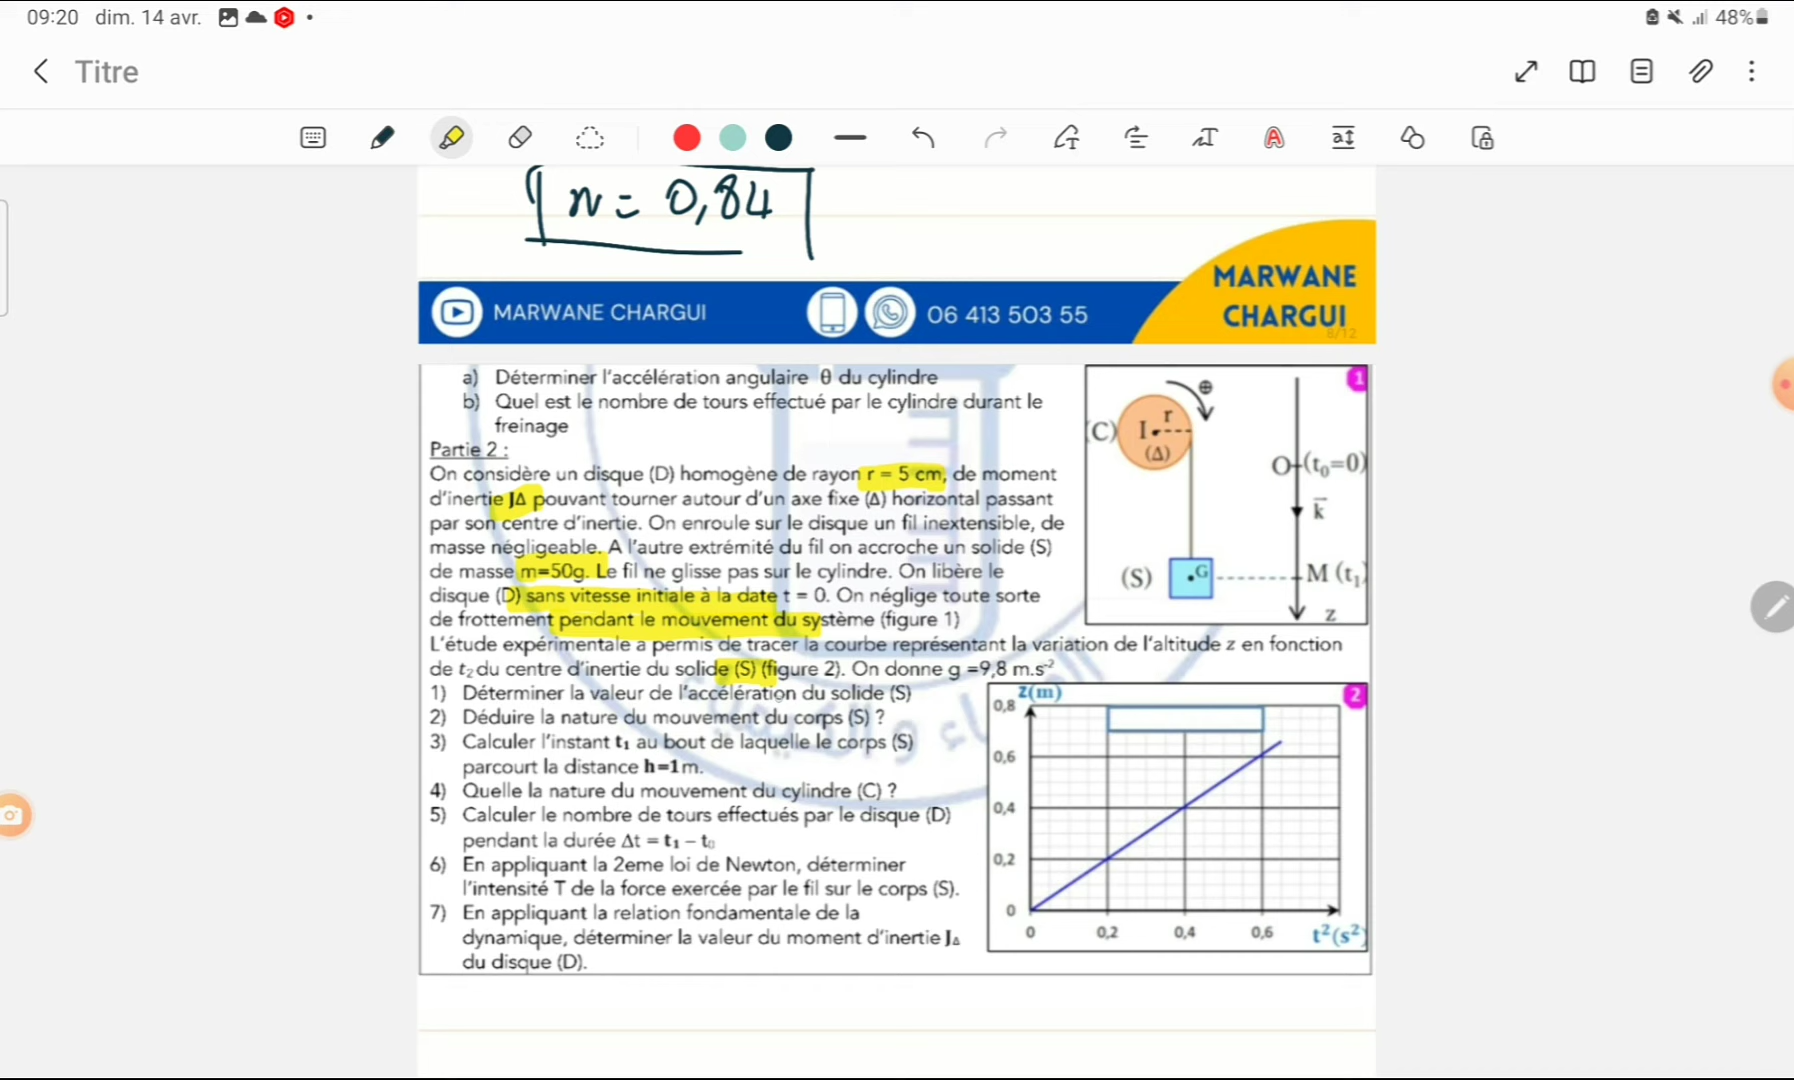 09:20 dim. 14 avr.
48%
Titre
n = 0,84
MARWANE CHARGUI
06 413 503 55
MARWANE
CHARGUI
8/12
a) Déterminer l'accélération angulaire θ du cylindre
b) Quel est le nombre de tours effectué par le cylindre durant le
freinage
Partie 2 :
On considère un disque (D) homogène de rayon r = 5 cm, de moment
d'inertie JΔ pouvant tourner autour d'un axe fixe (Δ) horizontal passant
par son centre d'inertie. On enroule sur le disque un fil inextensible, de
masse négligeable. A l'autre extrémité du fil on accroche un solide (S)
de masse m=50g. Le fil ne glisse pas sur le cylindre. On libère le
disque (D) sans vitesse initiale à la date t = 0. On néglige toute sorte
de frottement pendant le mouvement du système (figure 1)
L'étude expérimentale a permis de tracer la courbe représentant la variation de l'altitude z en fonction
de t₂ du centre d'inertie du solide (S) (figure 2). On donne g =9,8 m.s⁻²
1) Déterminer la valeur de l'accélération du solide (S)
2) Déduire la nature du mouvement du corps (S) ?
3) Calculer l'instant t₁ au bout de laquelle le corps (S)
parcourt la distance h=1m.
4) Quelle la nature du mouvement du cylindre (C) ?
5) Calculer le nombre de tours effectués par le disque (D)
pendant la durée Δt = t₁ – t₀
6) En appliquant la 2eme loi de Newton, déterminer
l'intensité T de la force exercée par le fil sur le corps (S).
7) En appliquant la relation fondamentale de la
dynamique, déterminer la valeur du moment d'inertie JΔ
du disque (D).
1
⊕
(C) I r
(Δ)
O (t₀=0)
k
(S) G M (t₁
z
2
z(m)
0,8
0,6
0,4
0,2
0
0 0,2 0,4 0,6 t²(s²